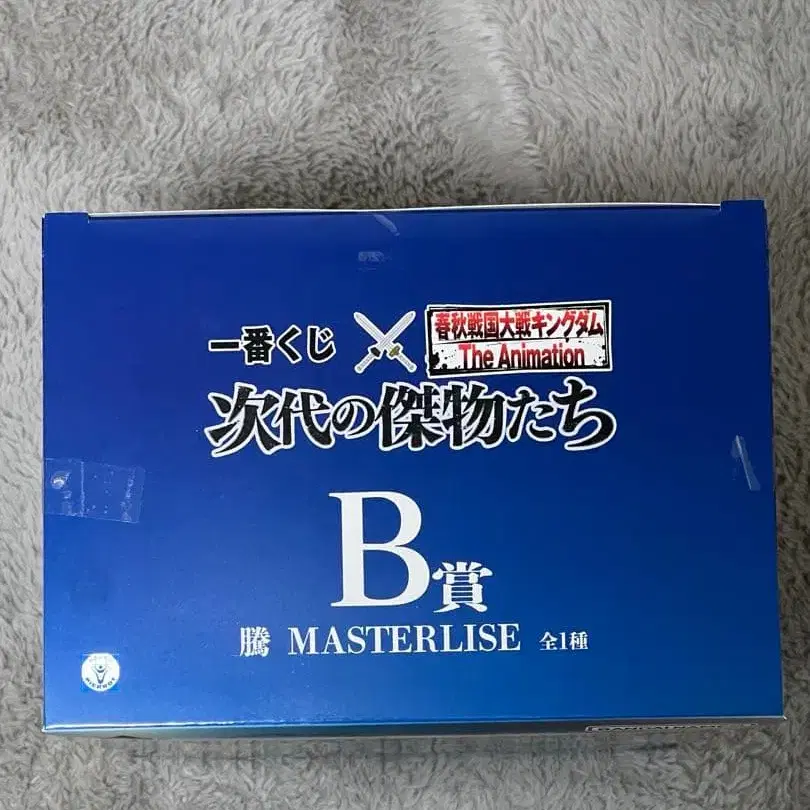 一番くじ
春秋戦国大戦キングダム
The Animation
次代の傑物たち
B賞
騰 MASTERLISE 全1種
PIERROT